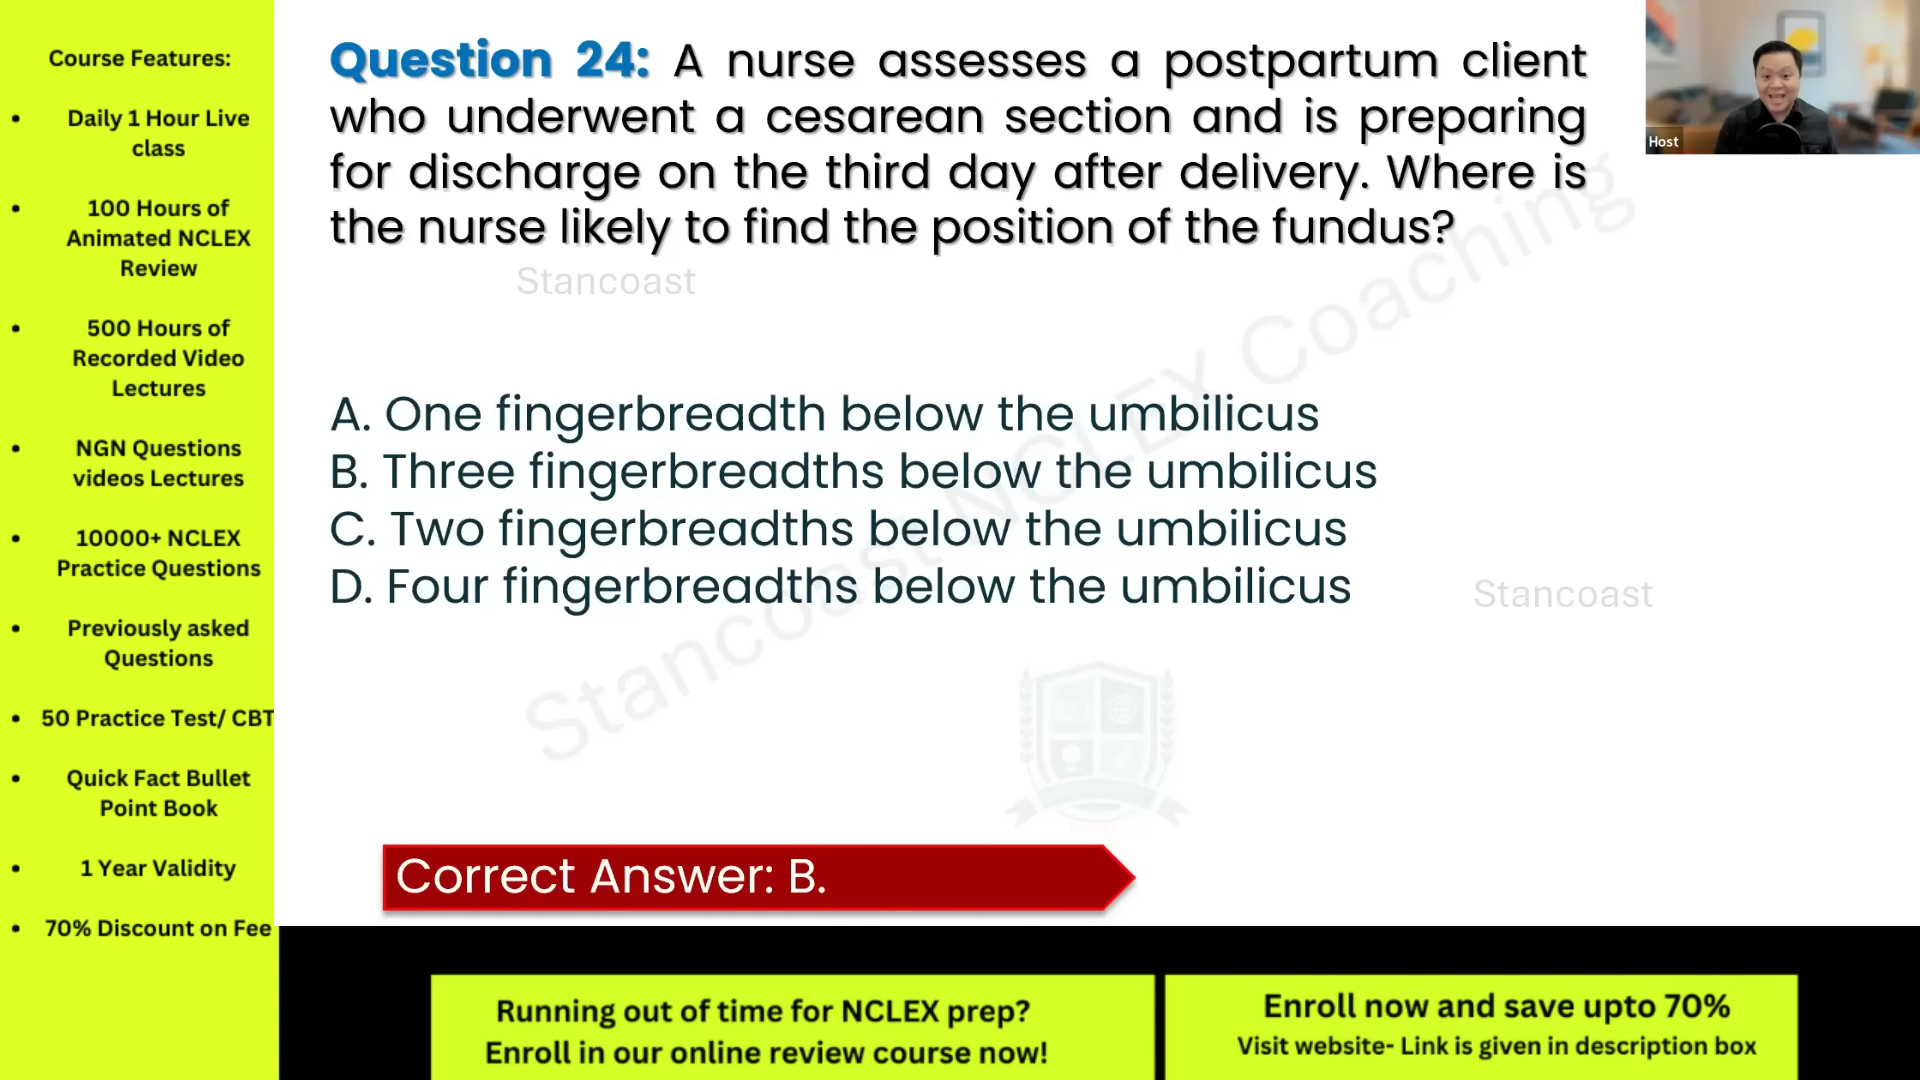 Course Features:
• Daily 1 Hour Live
class
• 100 Hours of
Animated NCLEX
Review
• 500 Hours of
Recorded Video
Lectures
• NGN Questions
videos Lectures
• 10000+ NCLEX
Practice Questions
• Previously asked
Questions
• 50 Practice Test/ CBT
• Quick Fact Bullet
Point Book
• 1 Year Validity
• 70% Discount on Fee
Question 24: A nurse assesses a postpartum client
who underwent a cesarean section and is preparing
for discharge on the third day after delivery. Where is
the nurse likely to find the position of the fundus?
Host
Stancoast
A. One fingerbreadth below the umbilicus
B. Three fingerbreadths below the umbilicus
C. Two fingerbreadths below the umbilicus
D. Four fingerbreadths below the umbilicus
Stancoast
Stancoast NCLEX Coaching
Correct Answer: B.
Running out of time for NCLEX prep?
Enroll in our online review course now!
Enroll now and save upto 70%
Visit website- Link is given in description box